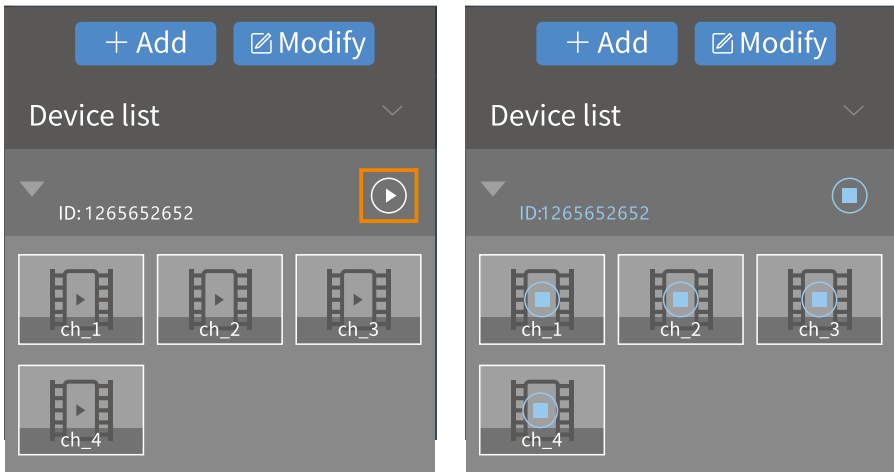 Add Modify
Device list
ID: 1265652652
ch_1 ch_2 ch_3
ch_4
Add Modify
Device list
ID:1265652652
ch_1 ch_2 ch_3
ch_4